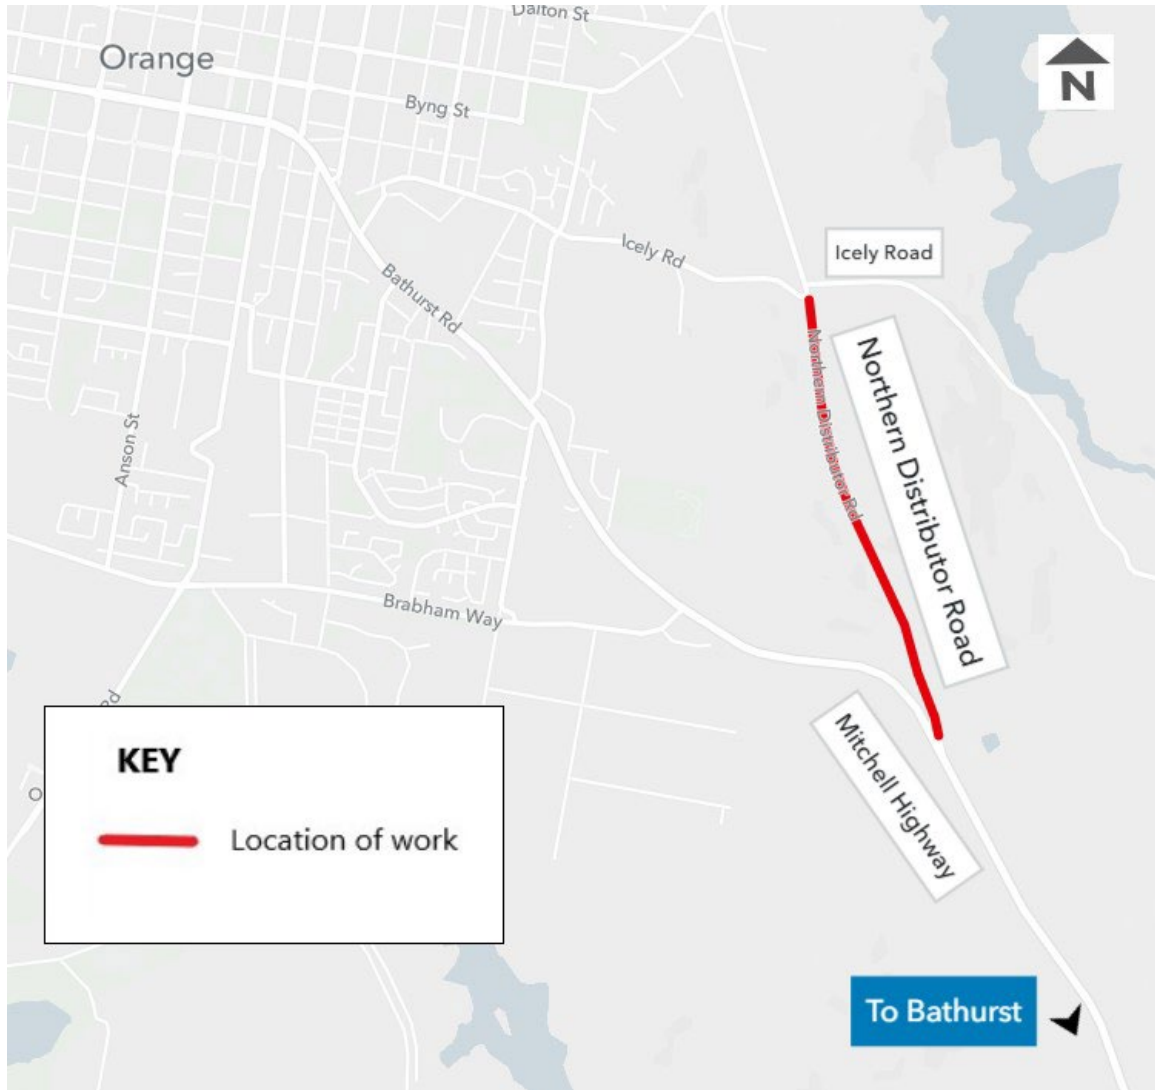 Dalton St
Orange
N
Byng St
Icely Rd
Icely Road
Bathurst Rd
Northern Distributor Rd
Northern Distributor Road
Anson St
Brabham Way
Rd
KEY
Mitchell Highway
O
Location of work
To Bathurst